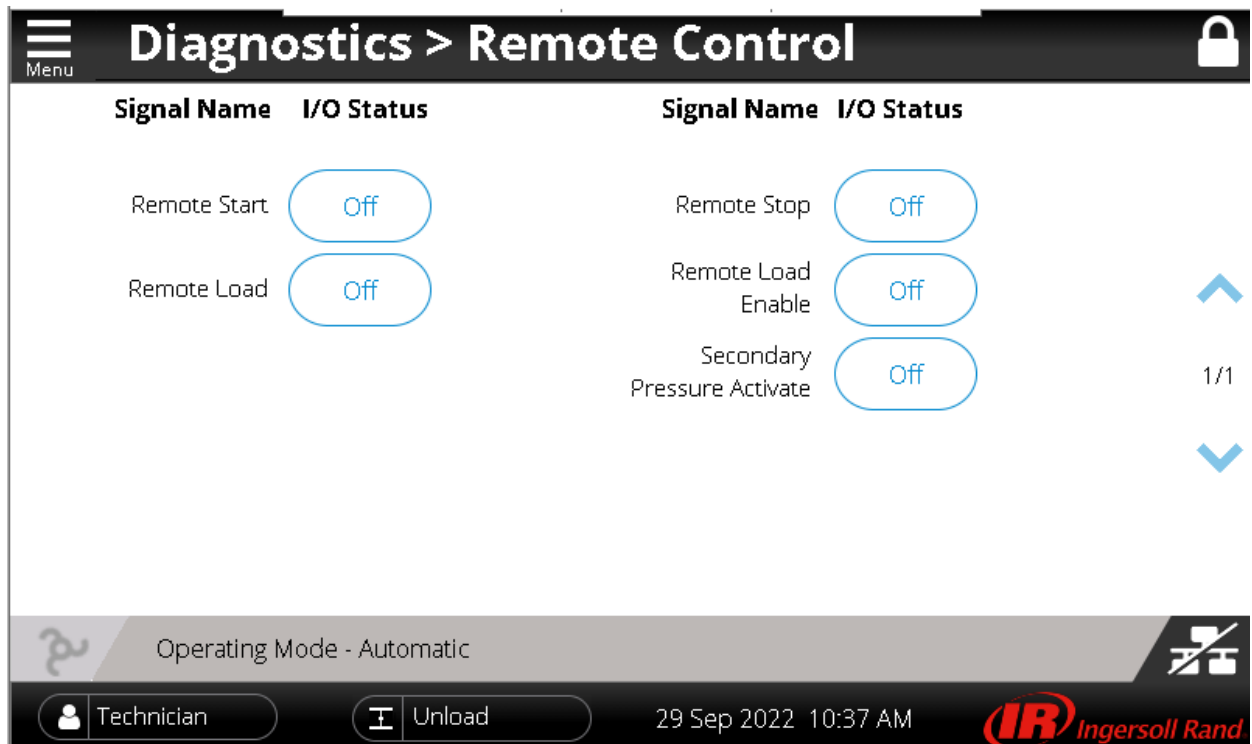 Diagnostics > Remote Control
Menu
Signal Name I/O Status Signal Name I/O Status
Remote Start Off Remote Stop Off
Remote Load Off Remote Load
Enable Off
Secondary
Pressure Activate Off
1/1
Operating Mode - Automatic
Technician Unload 29 Sep 2022 10:37 AM IR Ingersoll Rand